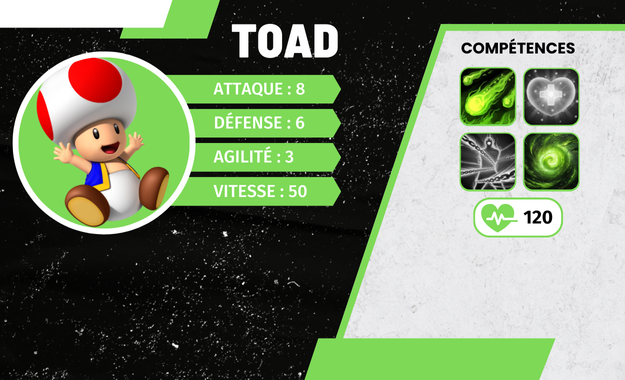 TOAD
ATTAQUE : 8
DÉFENSE : 6
AGILITÉ : 3
VITESSE : 50
COMPÉTENCES
120